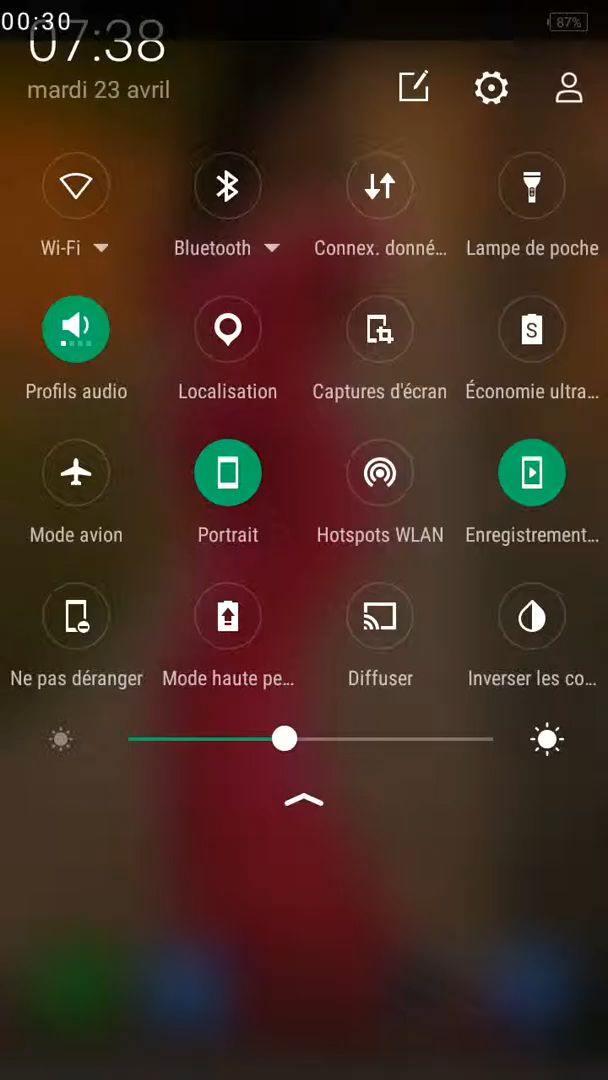 00:30
87%
07:38
mardi 23 avril
Wi-Fi
Bluetooth
Connex. donné...
Lampe de poche
Profils audio
Localisation
Captures d'écran
S
Économie ultra...
Mode avion
Portrait
Hotspots WLAN
Enregistrement...
Ne pas déranger
Mode haute pe...
Diffuser
Inverser les co...